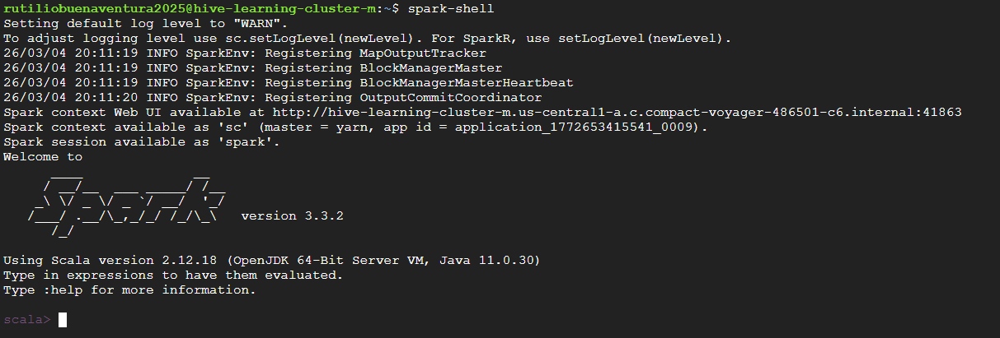 rutiliobuenaventura2025@hive-learning-cluster-m:~$ spark-shell
Setting default log level to "WARN".
To adjust logging level use sc.setLogLevel(newLevel). For SparkR, use setLogLevel(newLevel).
26/03/04 20:11:19 INFO SparkEnv: Registering MapOutputTracker
26/03/04 20:11:19 INFO SparkEnv: Registering BlockManagerMaster
26/03/04 20:11:19 INFO SparkEnv: Registering BlockManagerMasterHeartbeat
26/03/04 20:11:20 INFO SparkEnv: Registering OutputCommitCoordinator
Spark context Web UI available at http://hive-learning-cluster-m.us-central1-a.c.compact-voyager-486501-c6.internal:41863
Spark context available as 'sc' (master = yarn, app id = application_1772653415541_0009).
Spark session available as 'spark'.
Welcome to
      ____              __
     / __/__  ___ _____/ /__
    _\ \/ _ \/ _ `/ __/  '_/
   /___/ .__/\_,_/_/ /_/\_\   version 3.3.2
      /_/
Using Scala version 2.12.18 (OpenJDK 64-Bit Server VM, Java 11.0.30)
Type in expressions to have them evaluated.
Type :help for more information.
scala>